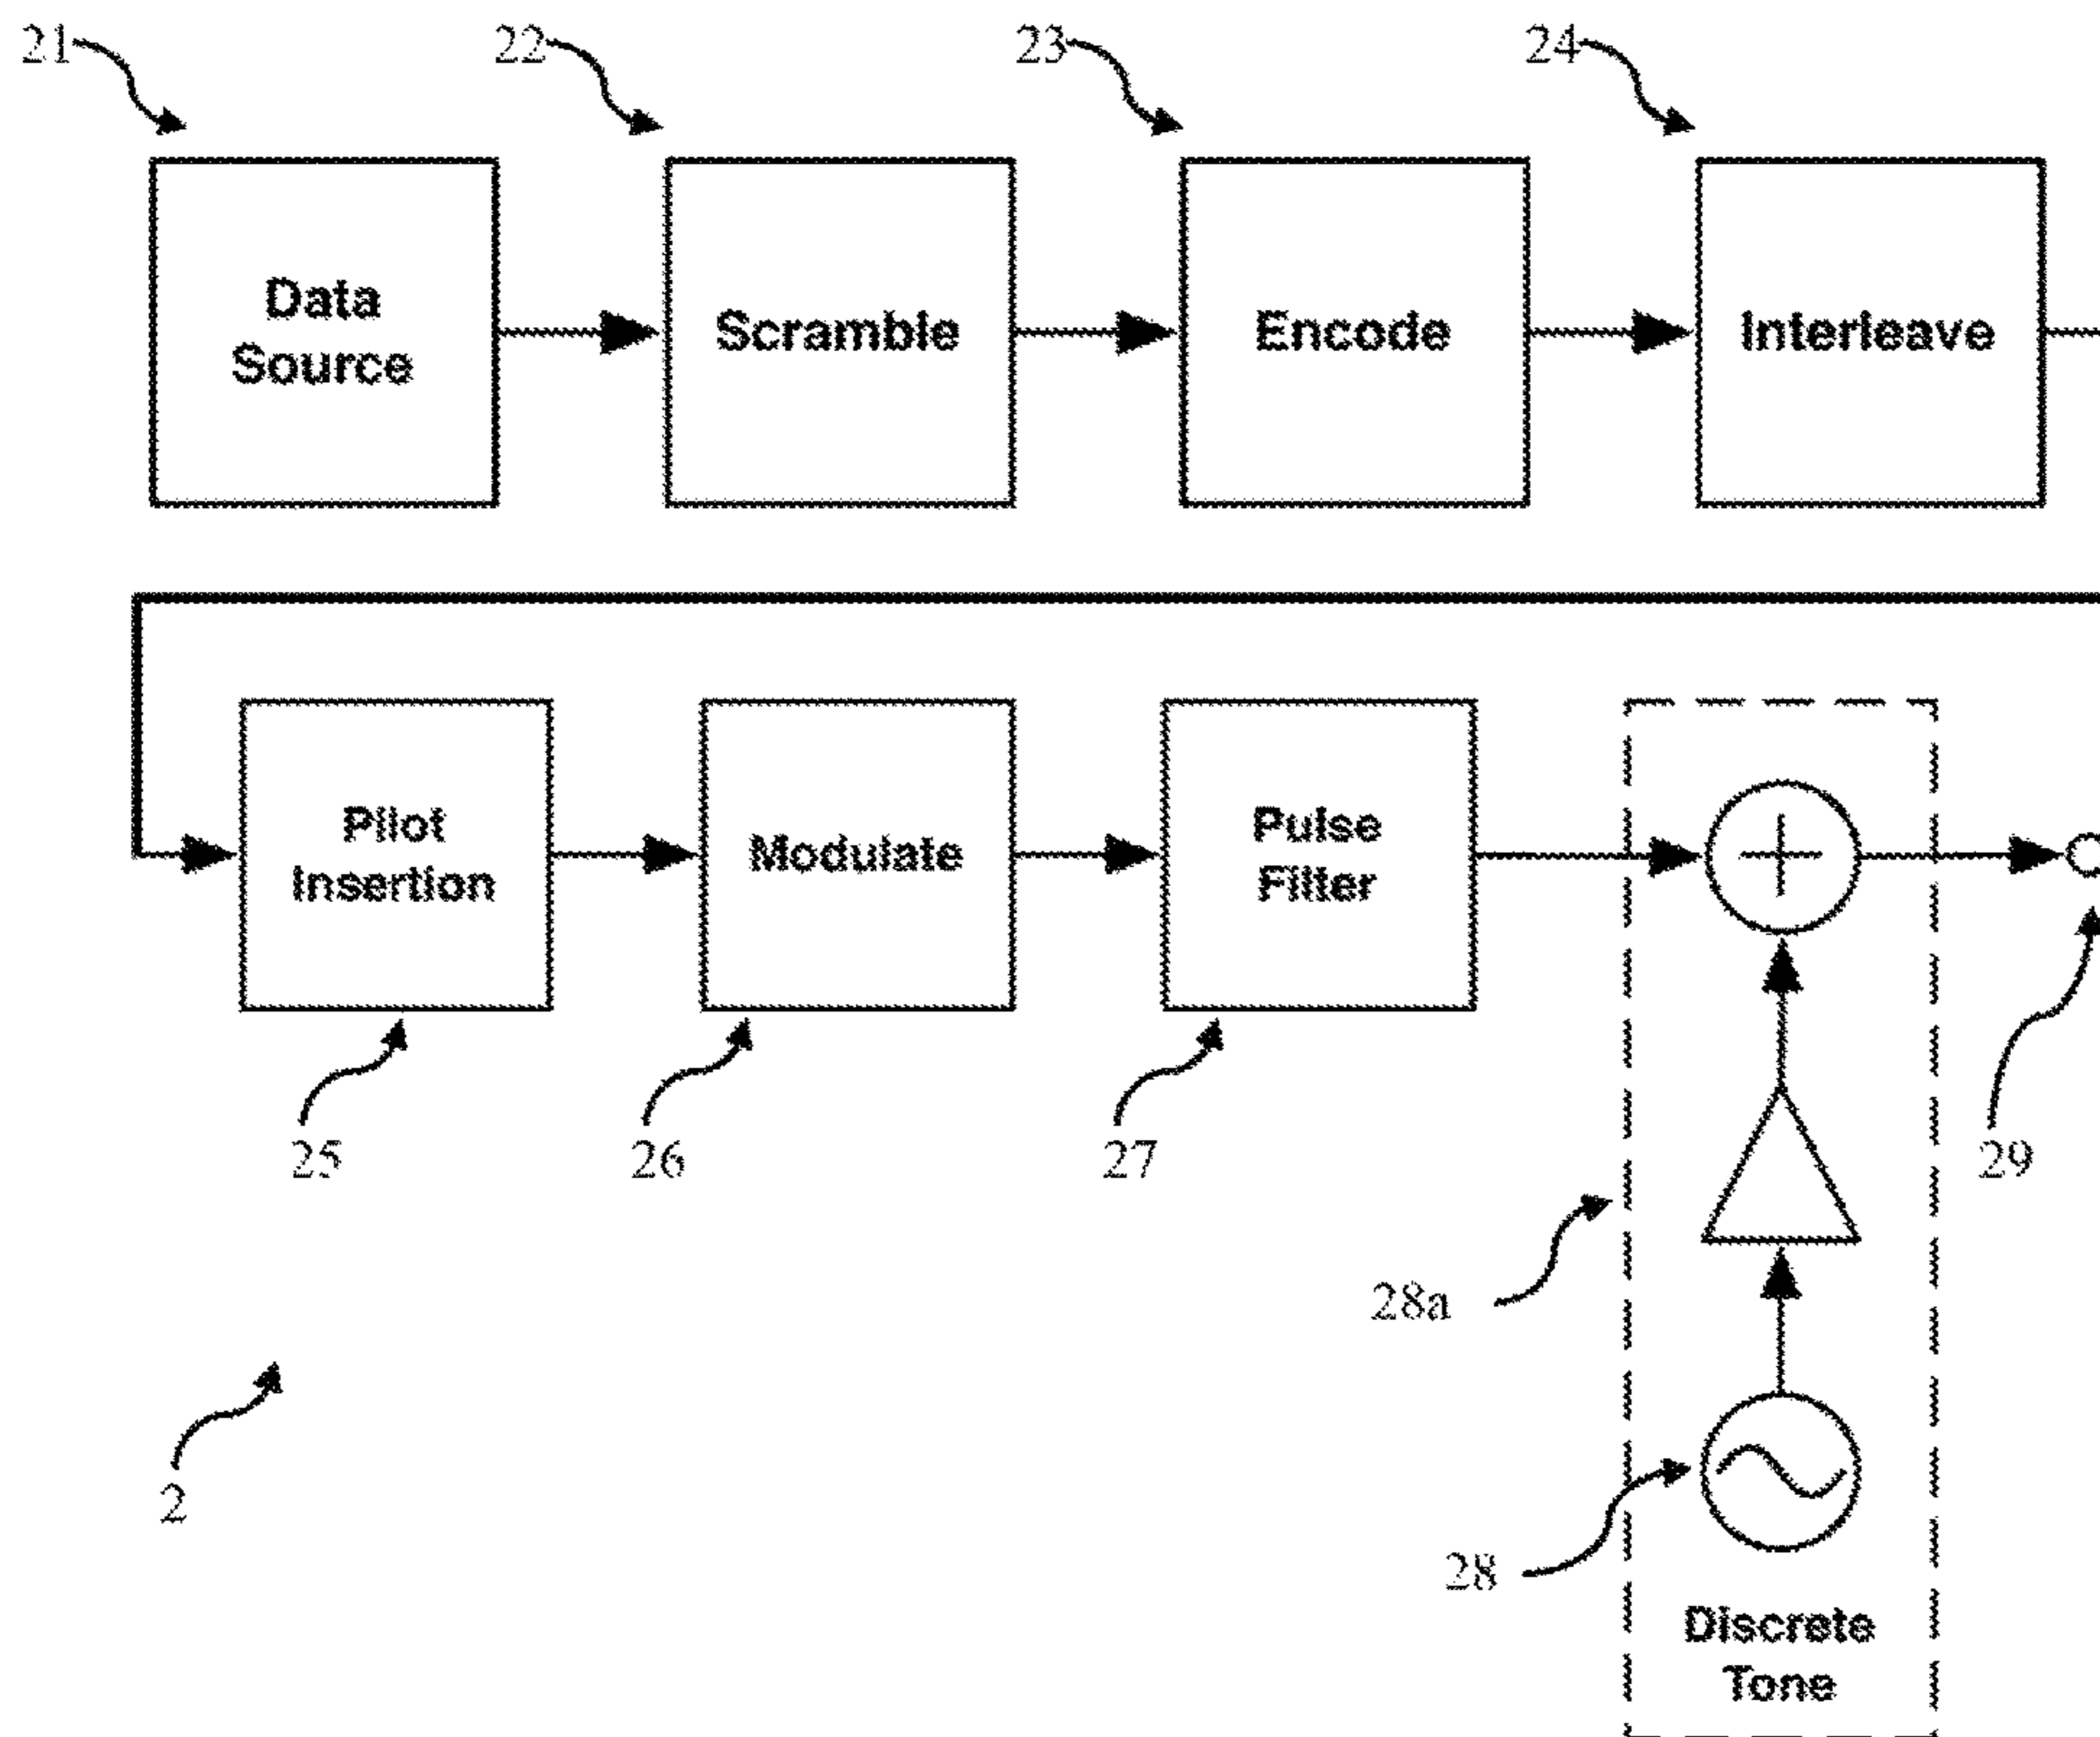 21
22
23
24
Data
Source
Scramble
Encode
Interleave
Pilot
Insertion
Modulate
Pulse
Filter
25
26
27
29
28a
2
28
Discrete
Tone